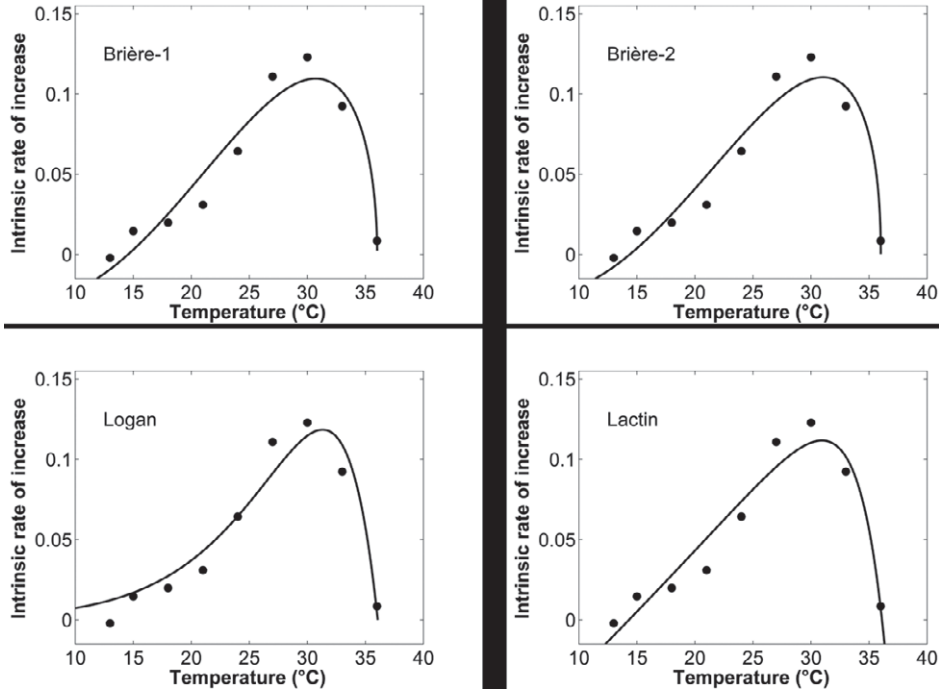 0.15
Brière-1
0.1
0.05
0
Intrinsic rate of increase
10 15 20 25 30 35 40
Temperature (°C)
0.15
Brière-2
0.1
0.05
0
Intrinsic rate of increase
10 15 20 25 30 35 40
Temperature (°C)
0.15
Logan
0.1
0.05
0
Intrinsic rate of increase
10 15 20 25 30 35 40
Temperature (°C)
0.15
Lactin
0.1
0.05
0
Intrinsic rate of increase
10 15 20 25 30 35 40
Temperature (°C)